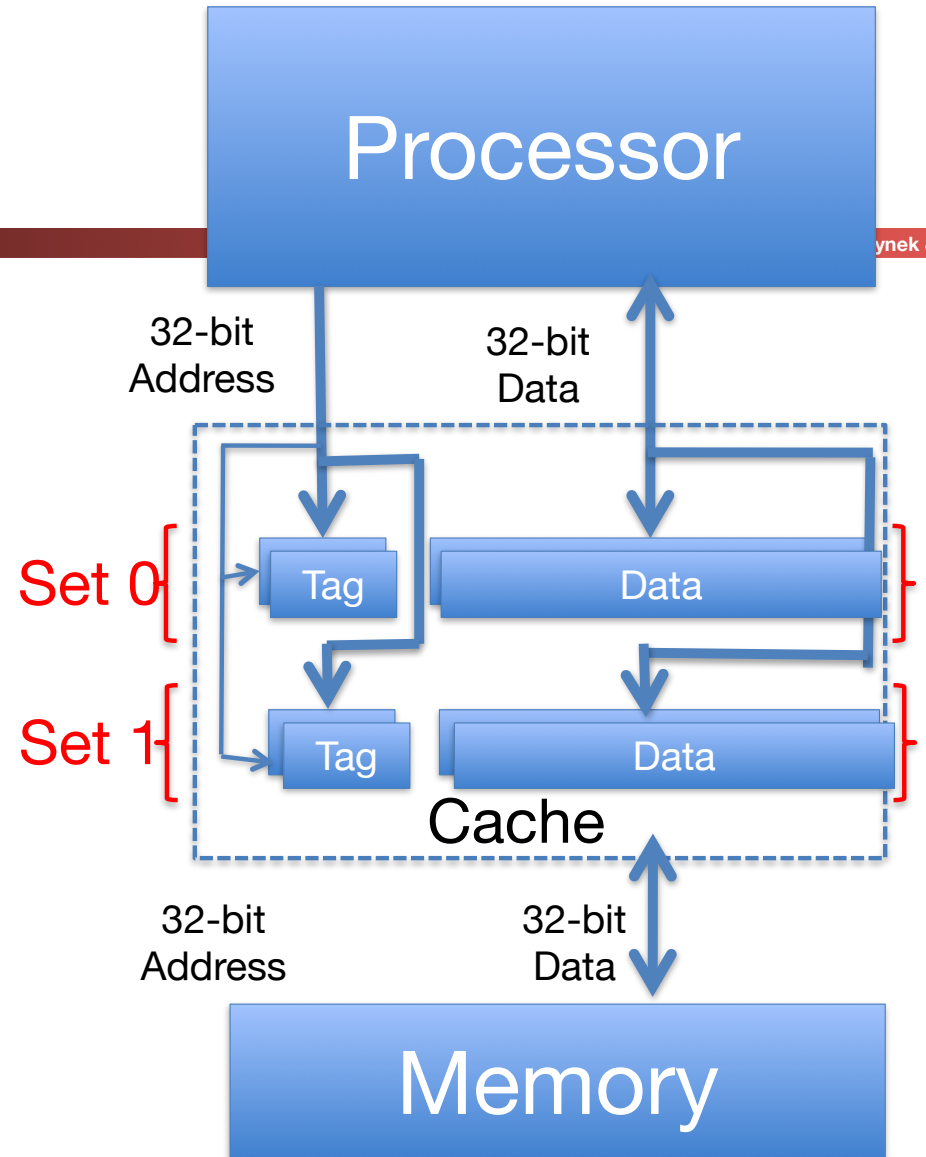 Processor
ynek
32-bit
Address
32-bit
Data
Set 0
Tag
Data
Set 1
Tag
Data
Cache
32-bit
Address
32-bit
Data
Memory